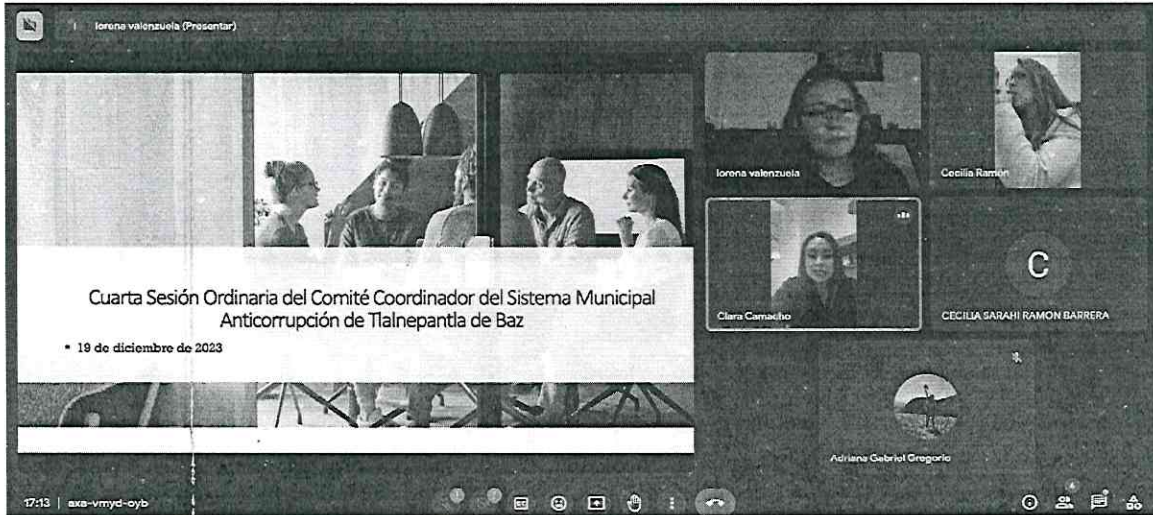 lorena valenzuela (Presentar)
Cuarta Sesión Ordinaria del Comité Coordinador del Sistema Municipal
Anticorrupción de Tlalnepantla de Baz
• 19 de diciembre de 2023
lorena valenzuela
Cecilia Ramón
Clara Camacho
C
CECILIA SARAHI RAMON BARRERA
Adriana Gabriel Gregorio
17:13 | axa-vmyd-oyb
CC